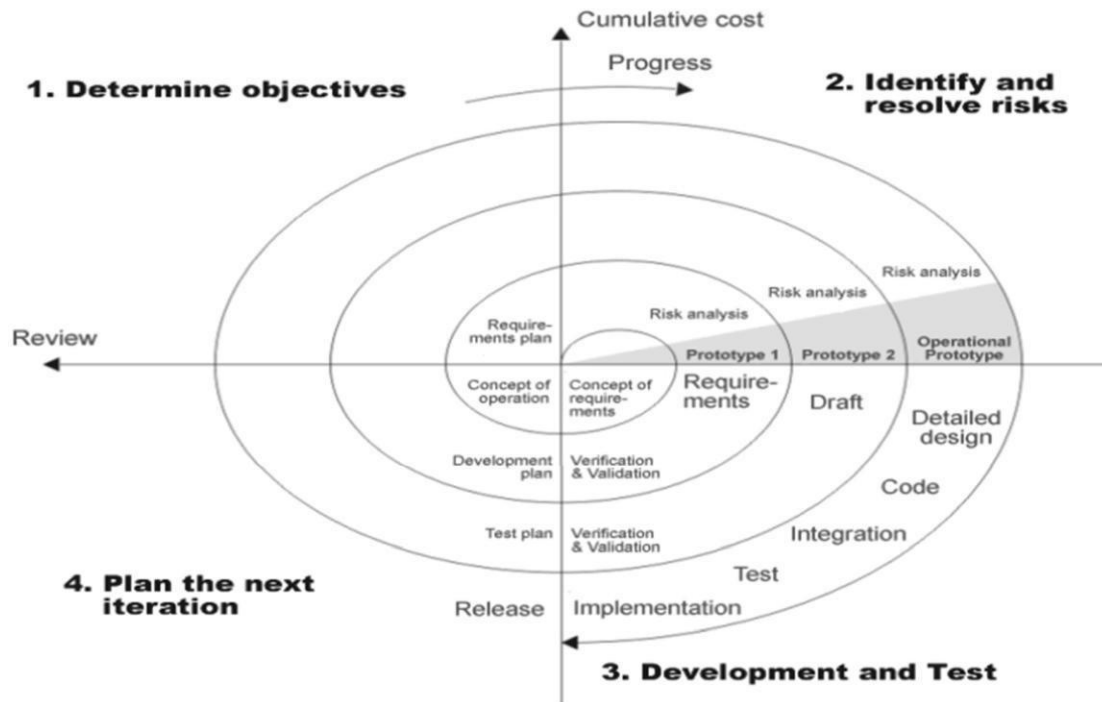 Cumulative cost
Progress
1. Determine objectives
2. Identify and
resolve risks
Risk analysis
Risk analysis
Risk analysis
Require-
ments plan
Review
Prototype 1
Prototype 2
Operational
Prototype
Concept of
operation
Concept of
require-
ments
Require-
ments
Draft
Detailed
design
Development
plan
Verification
& Validation
Code
Test plan
Verification
& Validation
Integration
Test
4. Plan the next
iteration
Release
Implementation
3. Development and Test